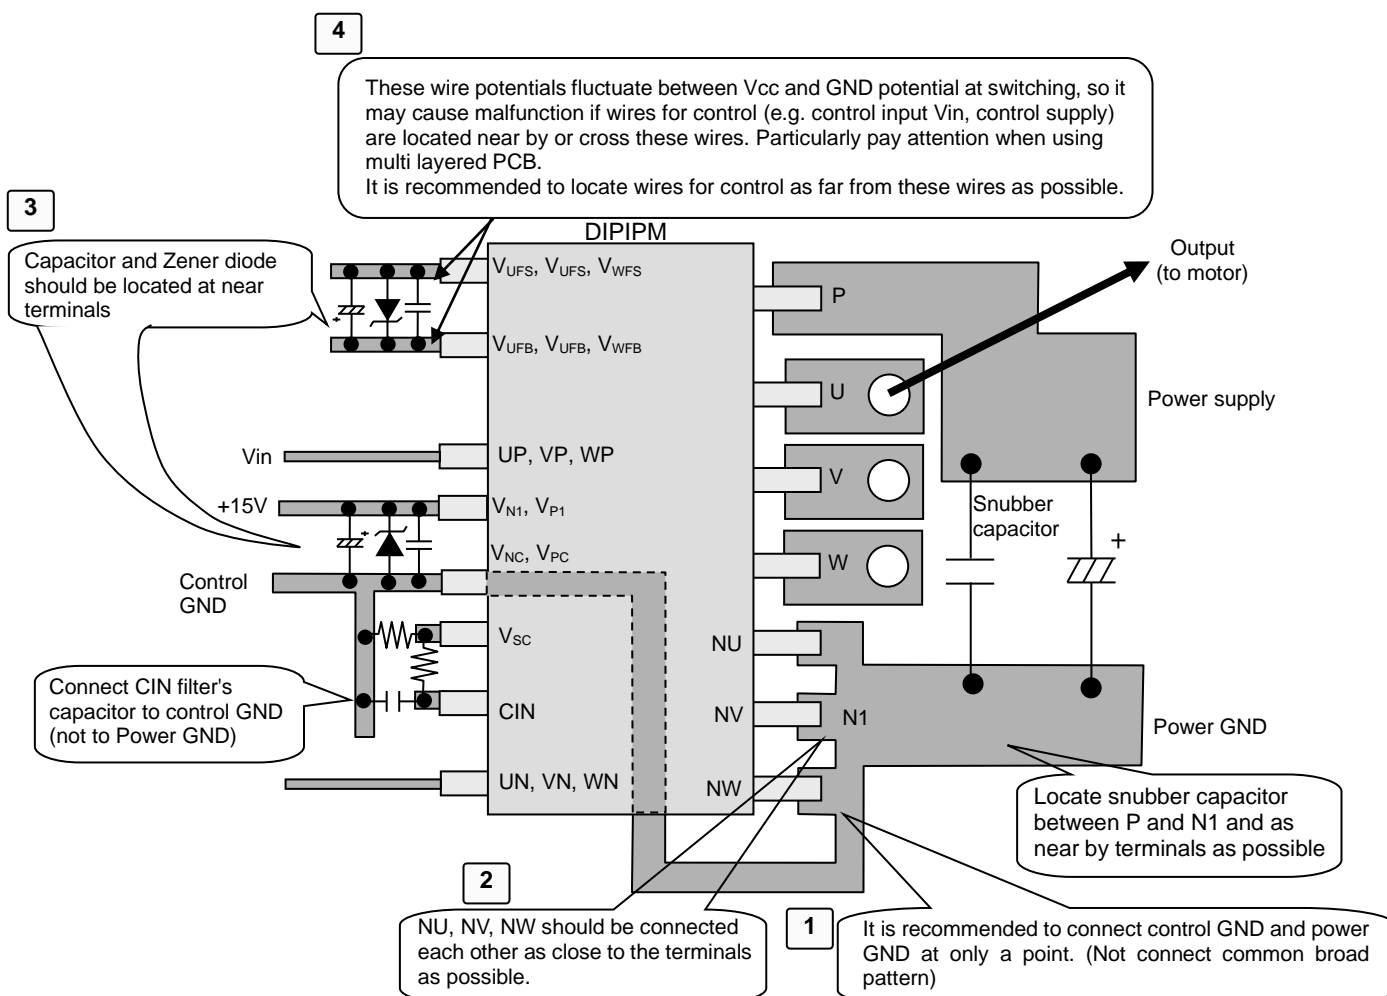 4
These wire potentials fluctuate between Vcc and GND potential at switching, so it
may cause malfunction if wires for control (e.g. control input Vin, control supply)
are located near by or cross these wires. Particularly pay attention when using
multi layered PCB.
It is recommended to locate wires for control as far from these wires as possible.
3
Capacitor and Zener diode
should be located at near
terminals
DIPIPM
Output
(to motor)
VUFS, VUFS, VWFS
P
VUFB, VUFB, VWFB
U
Power supply
Vin
UP, VP, WP
V
+15V
VN1, VP1
Snubber
capacitor
+
+
+
VNC, VPC
W
Control
GND
VSC
NU
Connect CIN filter's
capacitor to control GND
(not to Power GND)
CIN
NV
N1
Power GND
UN, VN, WN
NW
Locate snubber capacitor
between P and N1 and as
near by terminals as possible
2
NU, NV, NW should be connected
each other as close to the terminals
as possible.
1
It is recommended to connect control GND and power
GND at only a point. (Not connect common broad
pattern)